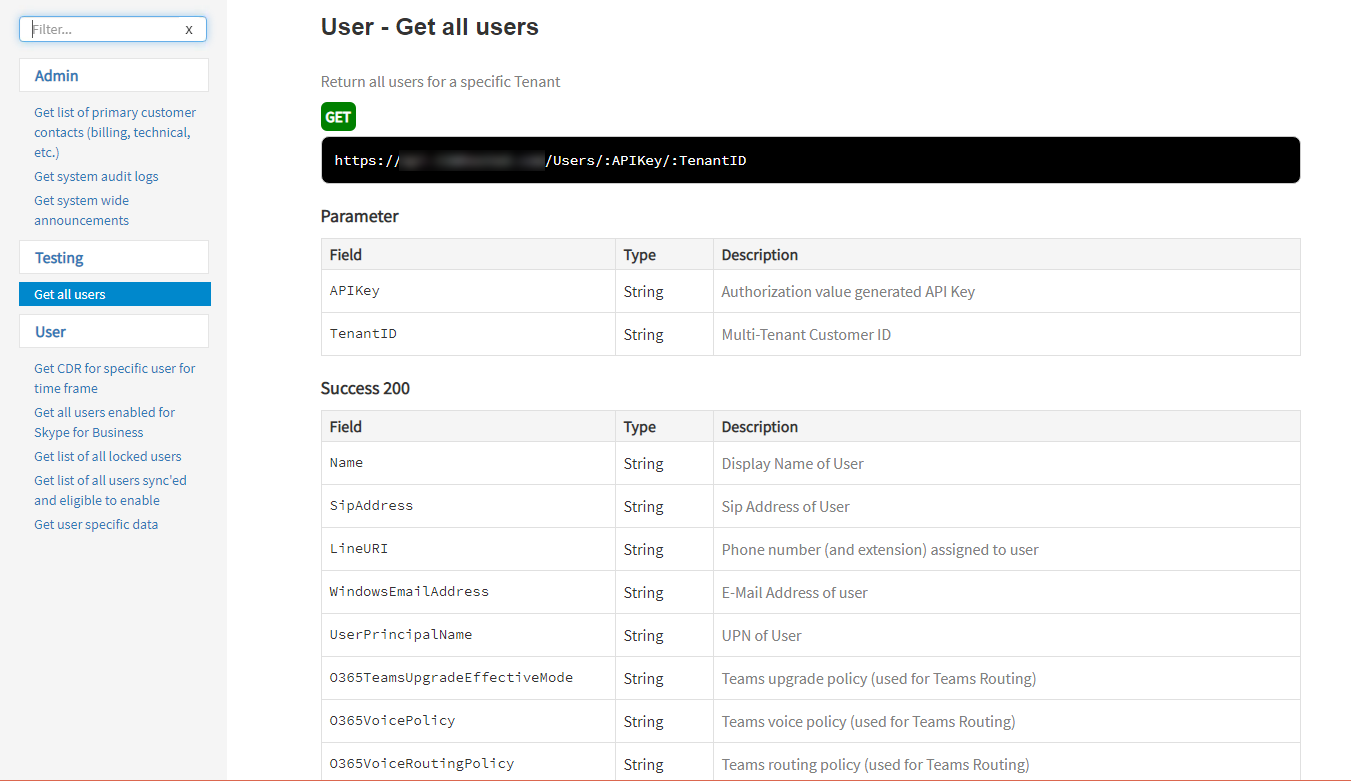 Filter...
x
Admin
Get list of primary customer
contacts (billing, technical,
etc.)
Get system audit logs
Get system wide
announcements
Testing
Get all users
User
Get CDR for specific user for
time frame
Get all users enabled for
Skype for Business
Get list of all locked users
Get list of all users sync'ed
and eligible to enable
Get user specific data
User - Get all users
Return all users for a specific Tenant
GET
https:// /Users/:APIKey/:TenantID
Parameter
Field Type Description
APIKey String Authorization value generated API Key
TenantID String Multi-Tenant Customer ID
Success 200
Field Type Description
Name String Display Name of User
SipAddress String Sip Address of User
LineURI String Phone number (and extension) assigned to user
WindowsEmailAddress String E-Mail Address of user
UserPrincipalName String UPN of User
O365TeamsUpgradeEffectiveMode String Teams upgrade policy (used for Teams Routing)
O365VoicePolicy String Teams voice policy (used for Teams Routing)
O365VoiceRoutingPolicy String Teams routing policy (used for Teams Routing)